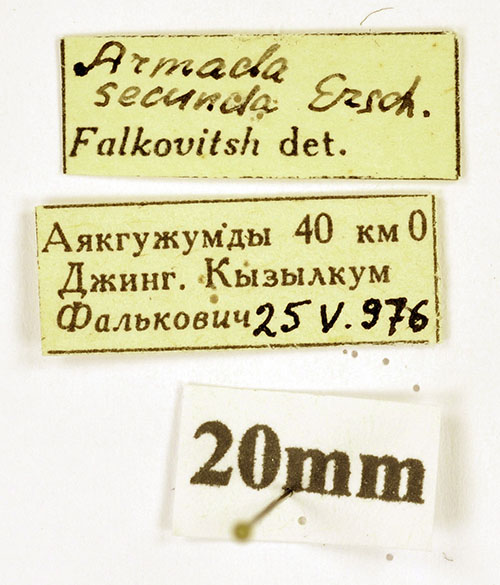 Armada
secunda Ersch.
Falkovitsh det.
Аякгужумды 40 км О
Джинг. Кызылкум
Фалькович 25 V. 976
20mm